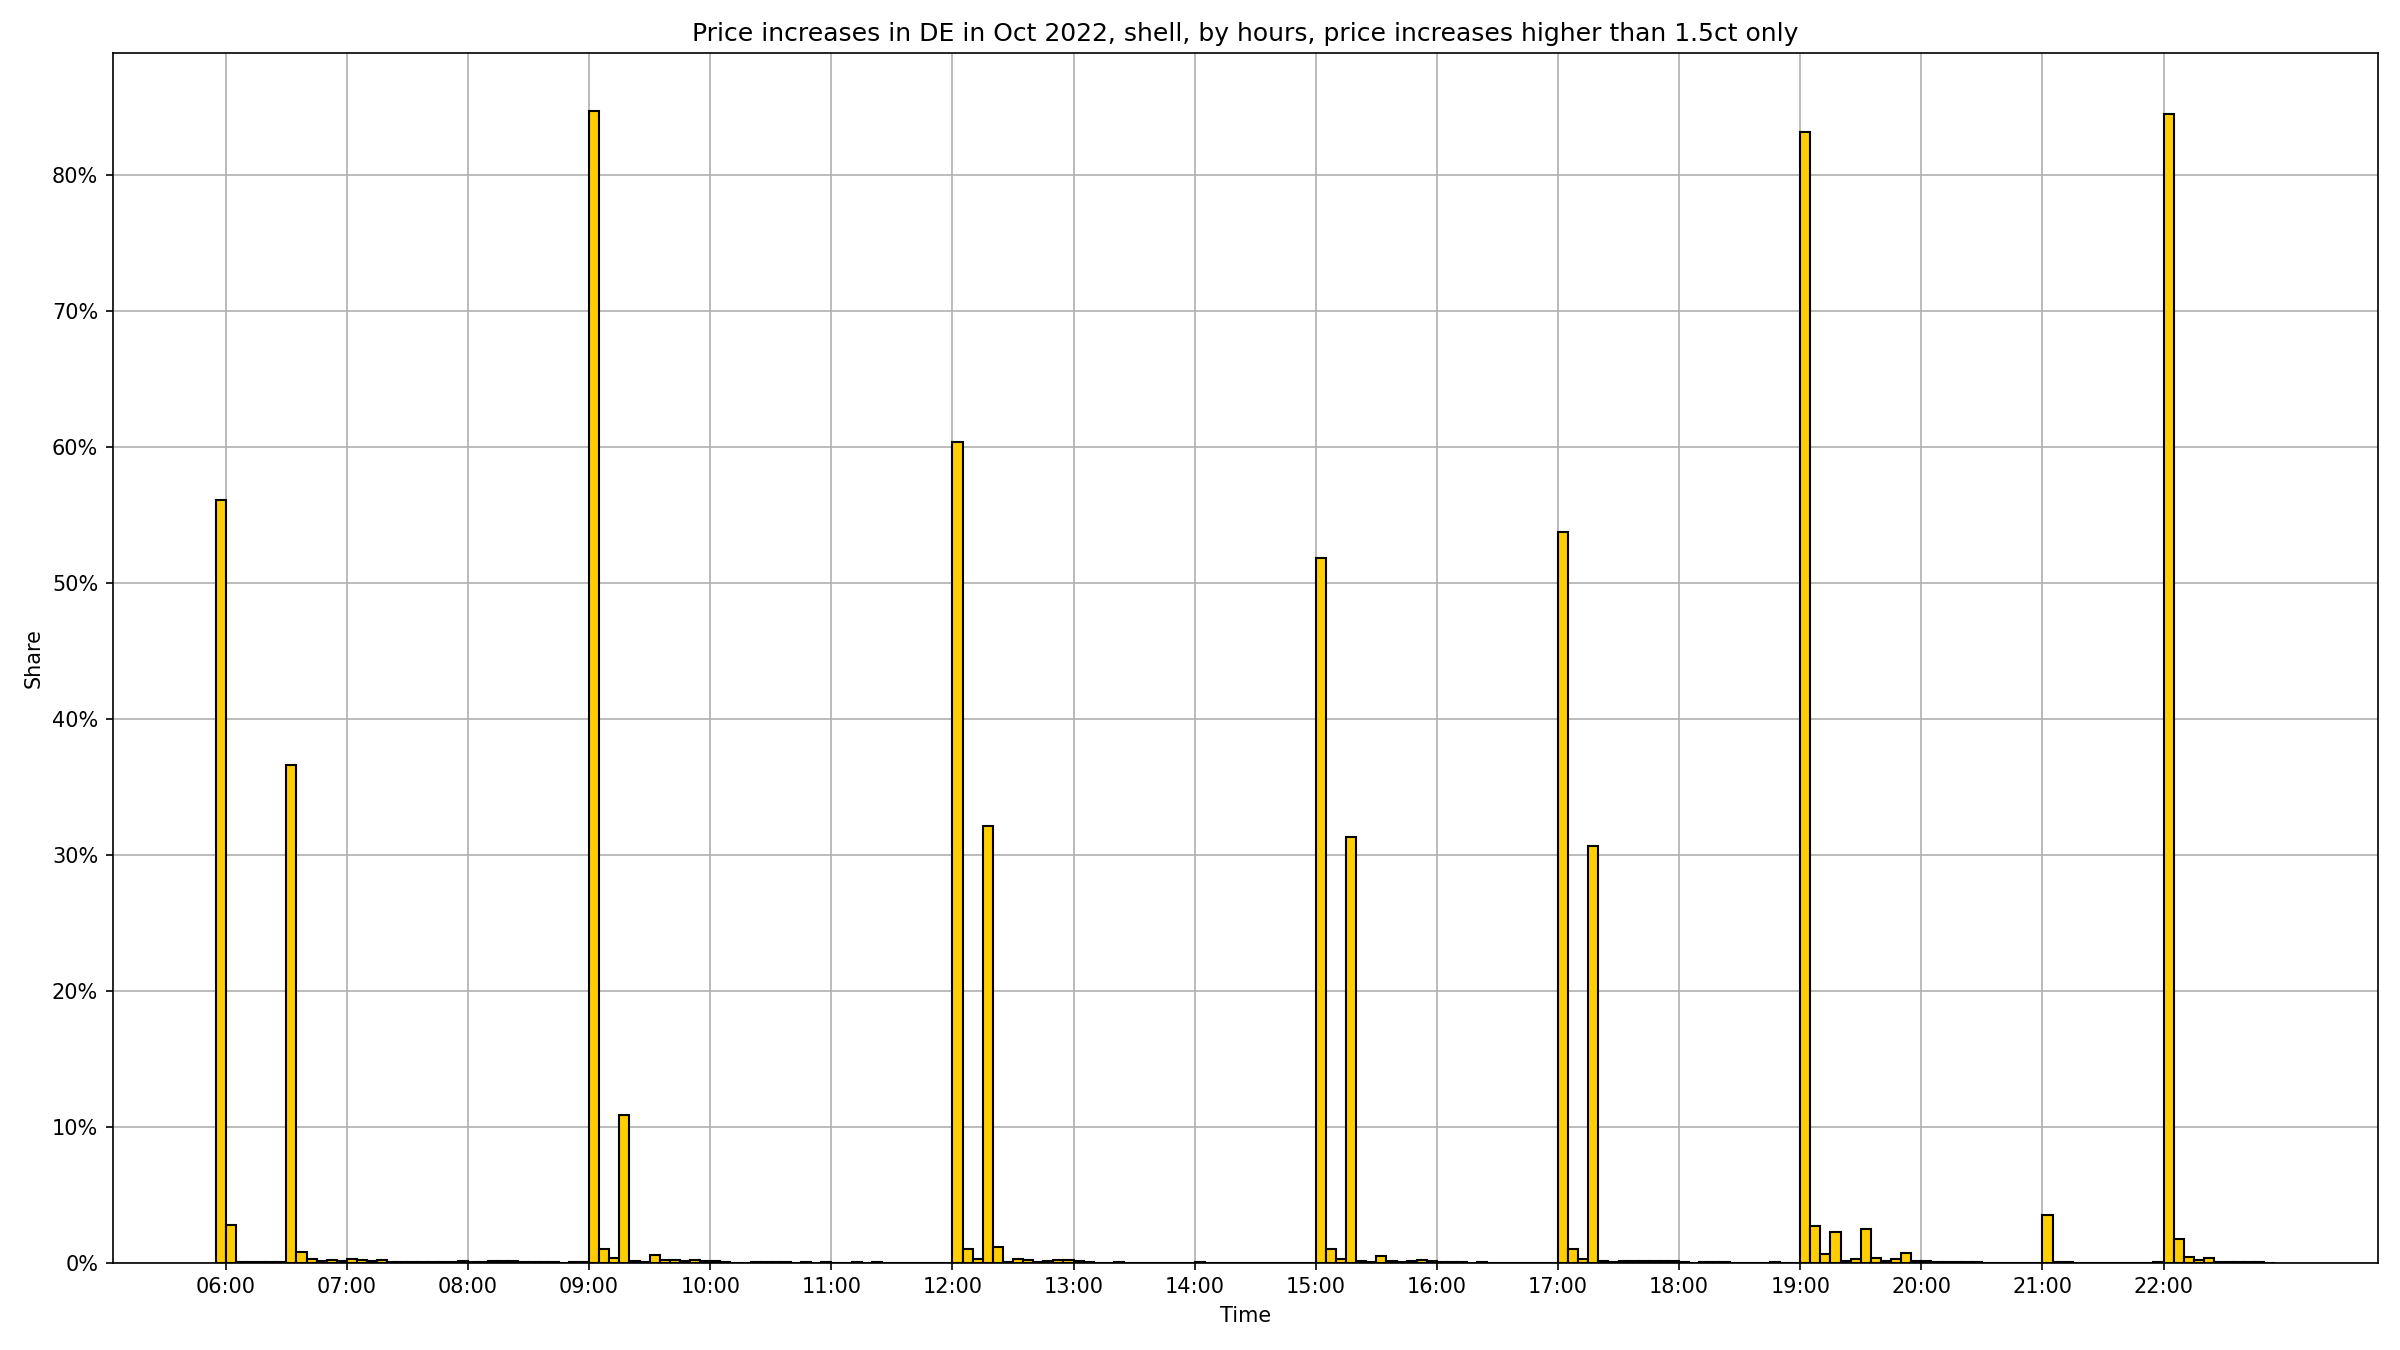 Price increases in DE in Oct 2022, shell, by hours, price increases higher than 1.5ct only
80%
70%
60%
50%
40%
30%
20%
10%
0%
Share
06:00 07:00 08:00 09:00 10:00 11:00 12:00 13:00 14:00 15:00 16:00 17:00 18:00 19:00 20:00 21:00 22:00
Time